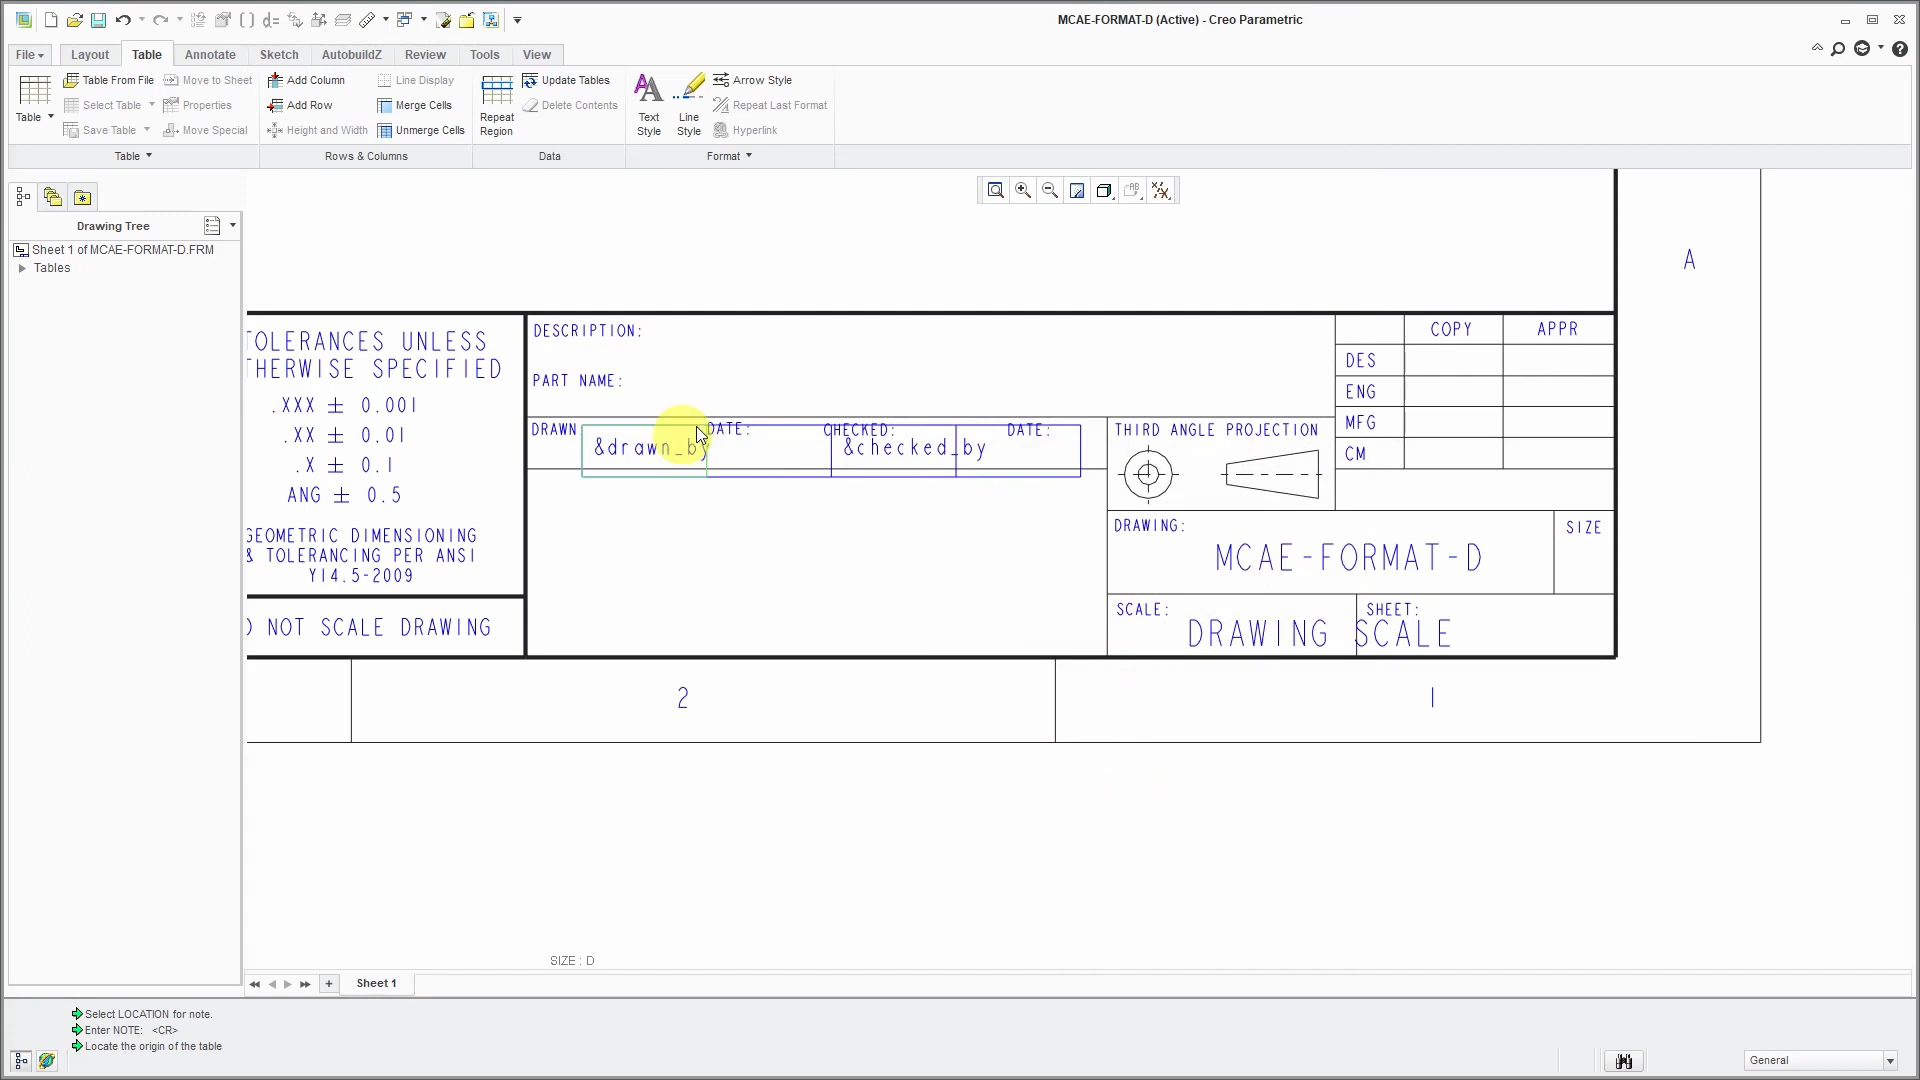 MCAE-FORMAT-D (Active) - Creo Parametric
File
Layout
Table
Annotate
Sketch
AutobuildZ
Review
Tools
View
Table
Table From File
Select Table
Save Table
Move to Sheet
Properties
Move Special
Add Column
Add Row
Height and Width
Line Display
Merge Cells
Unmerge Cells
Repeat Region
Update Tables
Delete Contents
Text Style
Line Style
Arrow Style
Repeat Last Format
Hyperlink
Table
Rows & Columns
Data
Format
Drawing Tree
Sheet 1 of MCAE-FORMAT-D.FRM
Tables
A
TOLERANCES UNLESS
THERWISE SPECIFIED
.XXX ± 0.001
.XX ± 0.01
.X ± 0.1
ANG ± 0.5
GEOMETRIC DIMENSIONING
& TOLERANCING PER ANSI
Y14.5-2009
NOT SCALE DRAWING
DESCRIPTION:
PART NAME:
DRAWN
DATE:
CHECKED:
DATE:
&drawn_by
&checked_by
THIRD ANGLE PROJECTION
COPY
APPR
DES
ENG
MFG
CM
DRAWING:
MCAE-FORMAT-D
SIZE
SCALE:
DRAWING SCALE
SHEET:
2
1
SIZE : D
Sheet 1
Select LOCATION for note.
Enter NOTE: <CR>
Locate the origin of the table
General